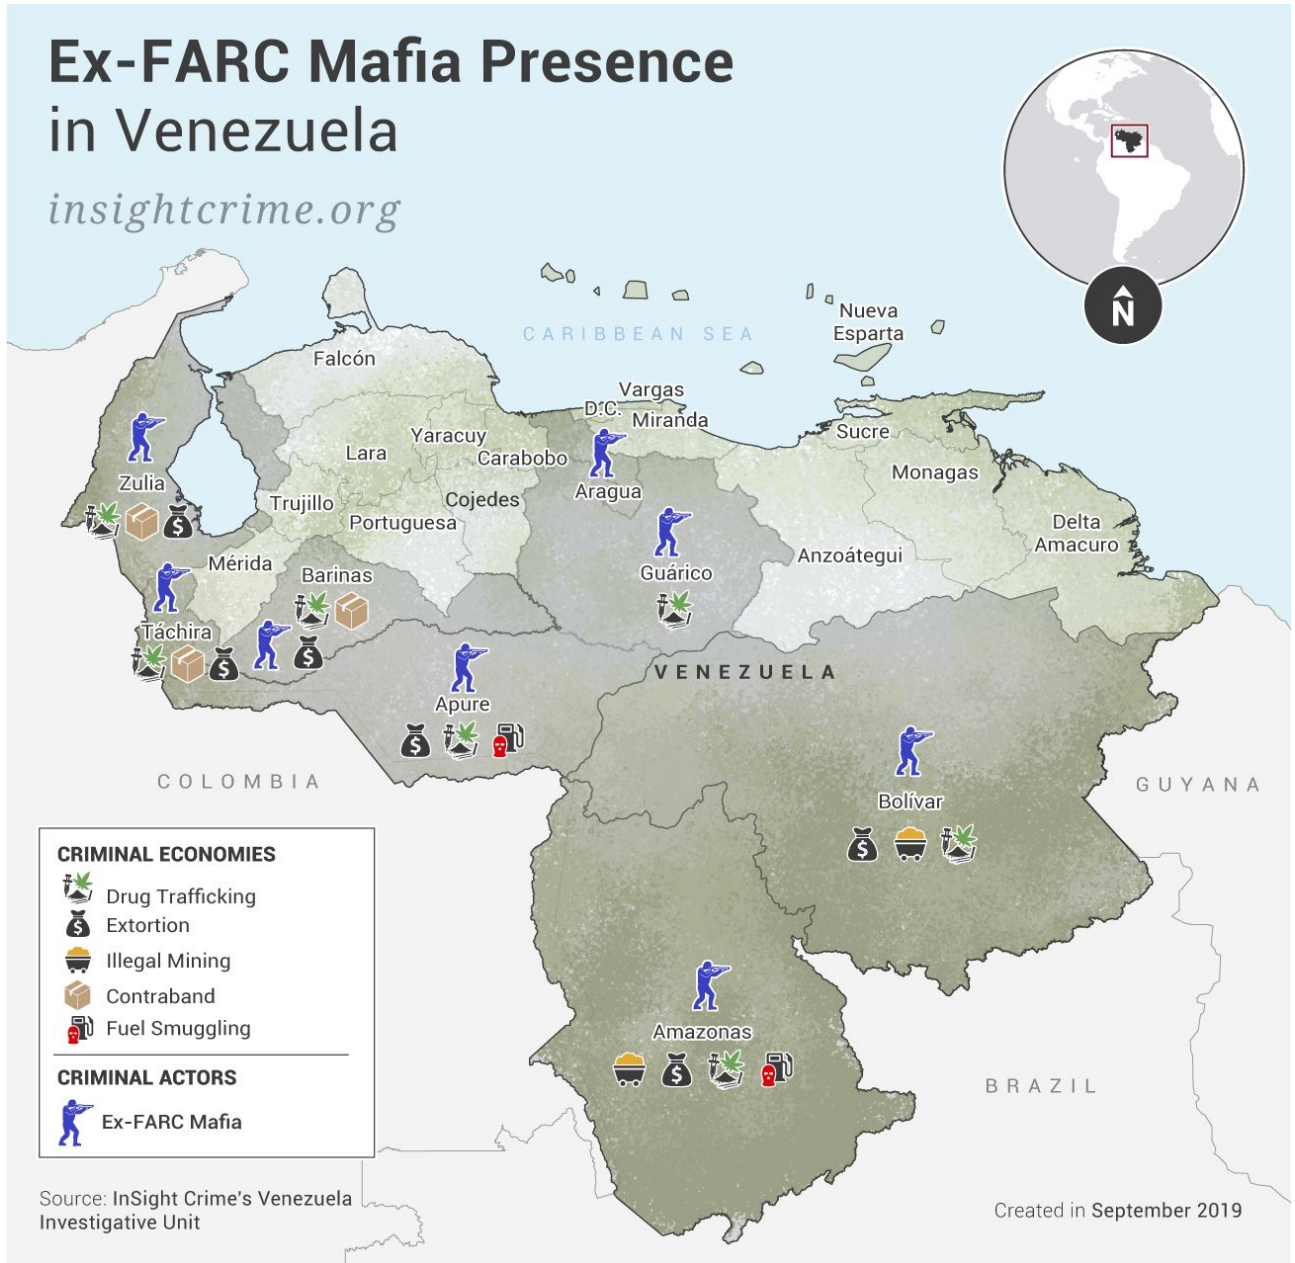 Ex-FARC Mafia Presence
in Venezuela
insightcrime.org
N
CARIBBEAN SEA
Nueva
Esparta
Falcón
Vargas
D.C.
Miranda
Yaracuy
Sucre
Lara
Carabobo
Monagas
Zulia
Aragua
Trujillo
Cojedes
Portuguesa
Delta
Amacuro
Mérida
Barinas
Guárico
Anzoátegui
Táchira
VENEZUELA
Apure
COLOMBIA
GUYANA
Bolívar
Amazonas
BRAZIL
CRIMINAL ECONOMIES
Drug Trafficking
Extortion
Illegal Mining
Contraband
Fuel Smuggling
CRIMINAL ACTORS
Ex-FARC Mafia
Source: InSight Crime's Venezuela
Investigative Unit
Created in September 2019